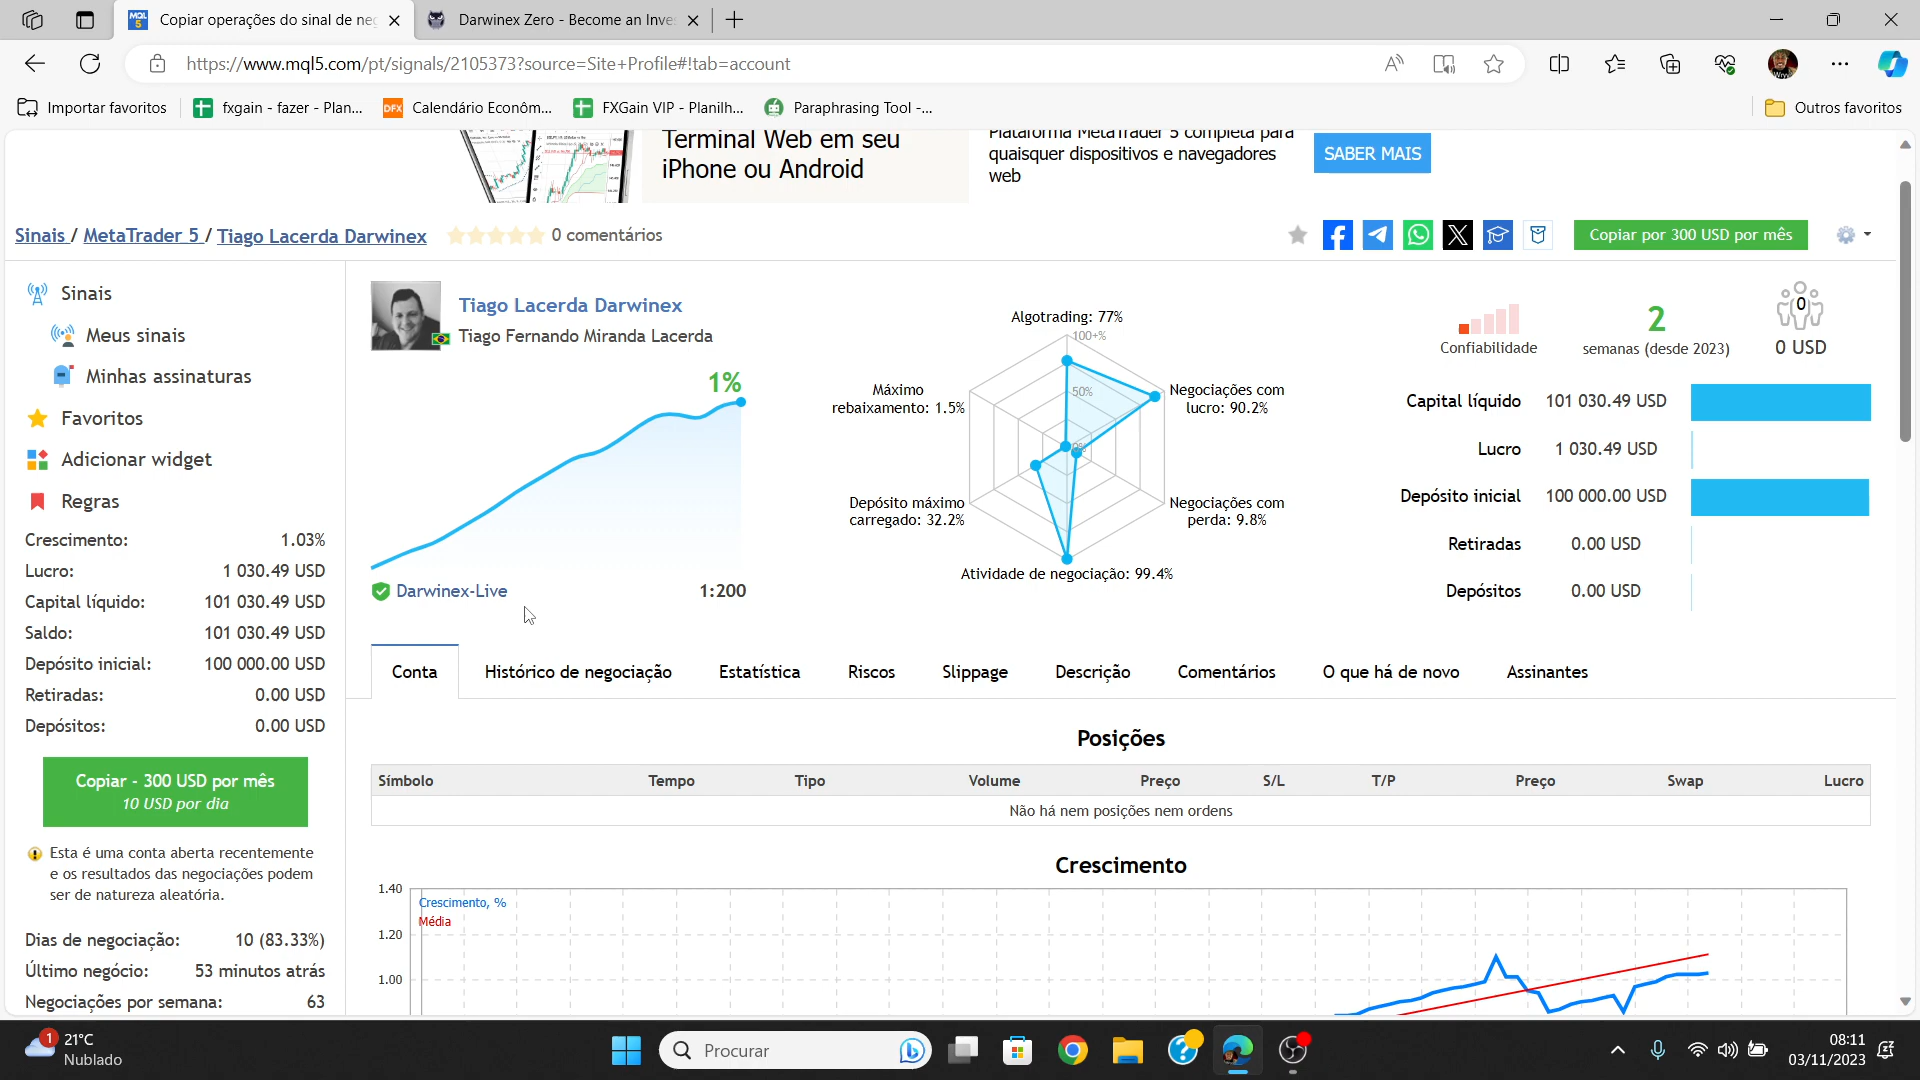 Copiar operações do sinal de neg
Darwinex Zero - Become an Inve
https://www.mql5.com/pt/signals/2105373?source=Site+Profile#!tab=account
Importar favoritos
fxgain - fazer - Plan...
Calendário Econôm...
FXGain VIP - Planilh...
Paraphrasing Tool -...
Outros favoritos
Terminal Web em seu
iPhone ou Android
Plataforma MetaTrader 5 completa para
quaisquer dispositivos e navegadores
web
SABER MAIS
Sinais / MetaTrader 5 / Tiago Lacerda Darwinex
0 comentários
Copiar por 300 USD por mês
Sinais
Meus sinais
Minhas assinaturas
Favoritos
Adicionar widget
Regras
Crescimento: 1.03%
Lucro: 1 030.49 USD
Capital líquido: 101 030.49 USD
Saldo: 101 030.49 USD
Depósito inicial: 100 000.00 USD
Retiradas: 0.00 USD
Depósitos: 0.00 USD
Copiar - 300 USD por mês
10 USD por dia
Esta é uma conta aberta recentemente
e os resultados das negociações podem
ser de natureza aleatória.
Dias de negociação: 10 (83.33%)
Último negócio: 53 minutos atrás
Negociações por semana: 63
Tiago Lacerda Darwinex
Tiago Fernando Miranda Lacerda
1%
Darwinex-Live
1:200
Algotrading: 77%
100+%
50%
0%
Máximo
rebaixamento: 1.5%
Negociações com
lucro: 90.2%
Depósito máximo
carregado: 32.2%
Negociações com
perda: 9.8%
Atividade de negociação: 99.4%
Confiabilidade
2
semanas (desde 2023)
0
0 USD
Capital líquido 101 030.49 USD
Lucro 1 030.49 USD
Depósito inicial 100 000.00 USD
Retiradas 0.00 USD
Depósitos 0.00 USD
Conta
Histórico de negociação
Estatística
Riscos
Slippage
Descrição
Comentários
O que há de novo
Assinantes
Posições
Símbolo Tempo Tipo Volume Preço S/L T/P Preço Swap Lucro
Não há nem posições nem ordens
Crescimento
1.40
Crescimento, %
Média
1.20
1.00
1
21°C
Nublado
Procurar
08:11
03/11/2023